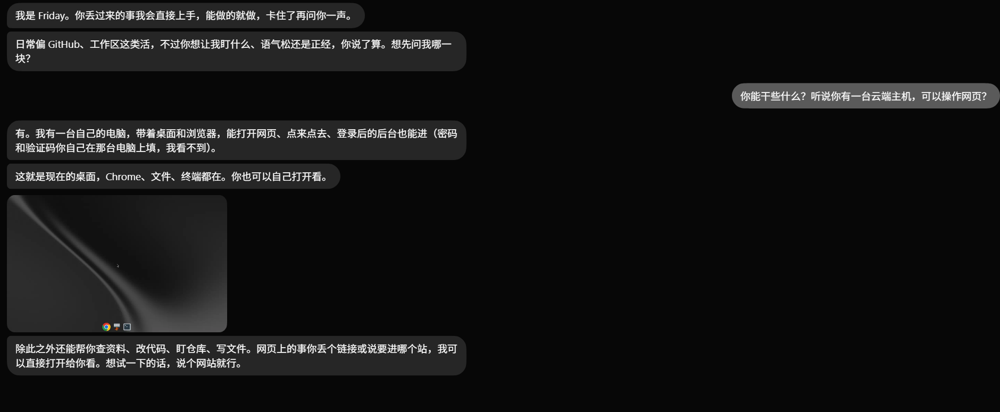 我是 Friday。你丢过来的事我会直接上手，能做的就做，卡住了再问你一声。
日常偏 GitHub、工作区这类活，不过你想让我盯什么、语气松还是正经，你说了算。想先问我哪一
块？
你能干些什么？听说你有一台云端主机，可以操作网页？
有。我有一台自己的电脑，带着桌面和浏览器，能打开网页、点来点去、登录后的后台也能进（密码
和验证码你自己在那台电脑上填，我看不到）。
这就是现在的桌面，Chrome、文件、终端都在。你也可以自己打开看。
除此之外还能帮你查资料、改代码、盯仓库、写文件。网页上的事你丢个链接或说要进哪个站，我可
以直接打开给你看。想试一下的话，说个网站就行。